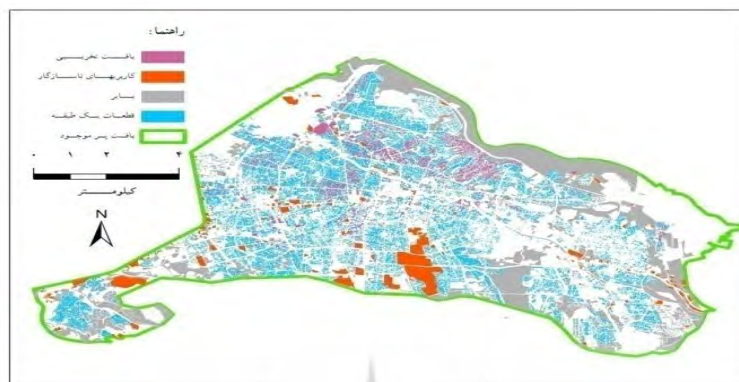 راهنما :
بافت تخریبی
کاربریهای ناسازگار
بایر
قطعات یک طبقه
بافت پر موجود
۰ ۱ ۲ ۴
کیلومتر
N